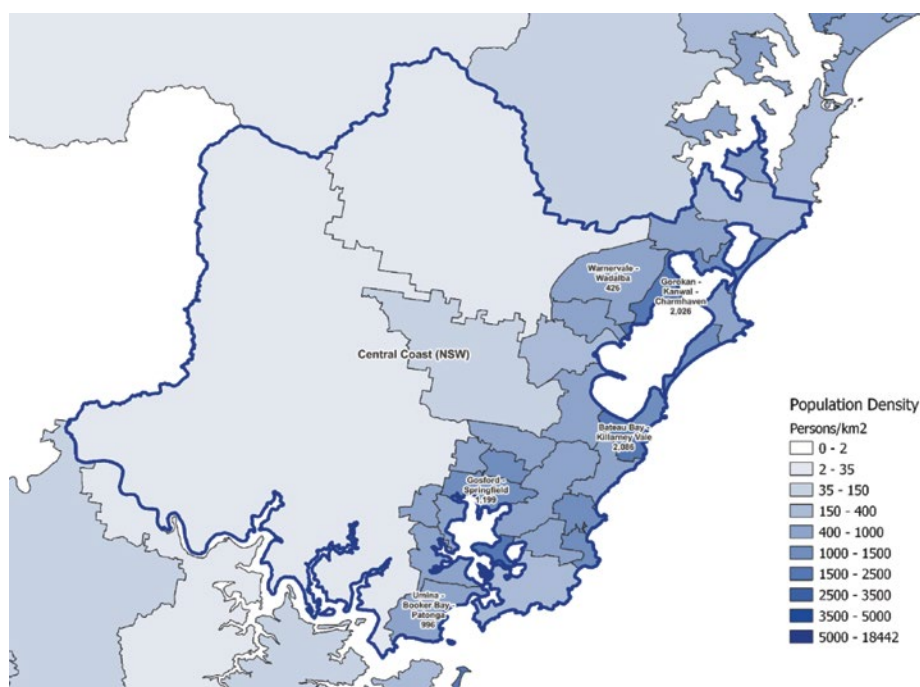 Warnervale -
Wadalba
426
Gorokan -
Kanwal -
Charmhaven
2,026
Central Coast (NSW)
Bateau Bay -
Killarney Vale
2,086
Gosford -
Springfield
1,199
Umina -
Booker Bay -
Patonga
996
Population Density
Persons/km2
0 - 2
2 - 35
35 - 150
150 - 400
400 - 1000
1000 - 1500
1500 - 2500
2500 - 3500
3500 - 5000
5000 - 18442